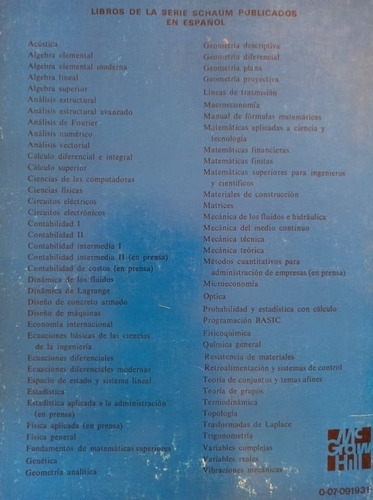 LIBROS DE LA SERIE SCHAUM PUBLICADOS
EN ESPAÑOL
Acústica
Algebra elemental
Algebra elemental moderna
Algebra lineal
Algebra superior
Análisis estructural
Análisis estructural avanzado
Análisis de Fourier
Análisis numérico
Análisis vectorial
Cálculo diferencial e integral
Cálculo superior
Ciencias de las computadoras
Ciencias físicas
Circuitos eléctricos
Circuitos electrónicos
Contabilidad I
Contabilidad II
Contabilidad intermedia I
Contabilidad intermedia II (en prensa)
Contabilidad de costos (en prensa)
Dinámica de los fluidos
Dinámica de Lagrange
Diseño de concreto armado
Diseño de máquinas
Economía internacional
Ecuaciones básicas de las ciencias
de la ingeniería
Ecuaciones diferenciales
Ecuaciones diferenciales modernas
Espacio de estado y sistema lineal
Estadística
Estadística aplicada a la administración
(en prensa)
Física aplicada (en prensa)
Física general
Fundamentos de matemáticas superiores
Genética
Geometría analítica
Geometría descriptiva
Geometría diferencial
Geometría plana
Geometría proyectiva
Líneas de trasmisión
Macroeconomía
Manual de fórmulas matemáticas
Matemáticas aplicadas a ciencia y
tecnología
Matemáticas financieras
Matemáticas finitas
Matemáticas superiores para ingenieros
y científicos
Materiales de construcción
Matrices
Mecánica de los fluidos e hidráulica
Mecánica del medio continuo
Mecánica técnica
Mecánica teórica
Métodos cuantitativos para
administración de empresas (en prensa)
Microeconomía
Optica
Probabilidad y estadística con cálculo
Programación BASIC
Fisicoquímica
Química general
Resistencia de materiales
Retroalimentación y sistemas de control
Teoría de conjuntos y temas afines
Teoría de grupos
Termodinámica
Topología
Trasformadas de Laplace
Trigonometría
Variables complejas
Variables reales
Vibraciones mecánicas
Mc
Graw
Hill
0-07-091931